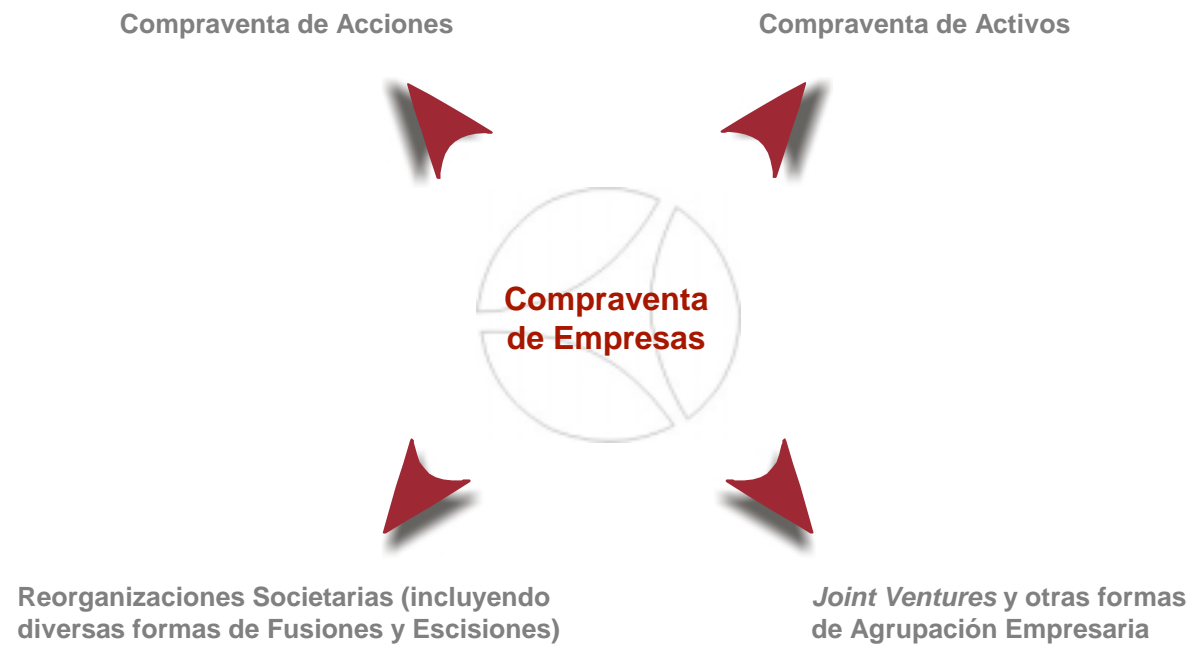 Compraventa de Acciones
Compraventa de Activos
Compraventa
de Empresas
Reorganizaciones Societarias (incluyendo
diversas formas de Fusiones y Escisiones)
Joint Ventures y otras formas
de Agrupación Empresaria